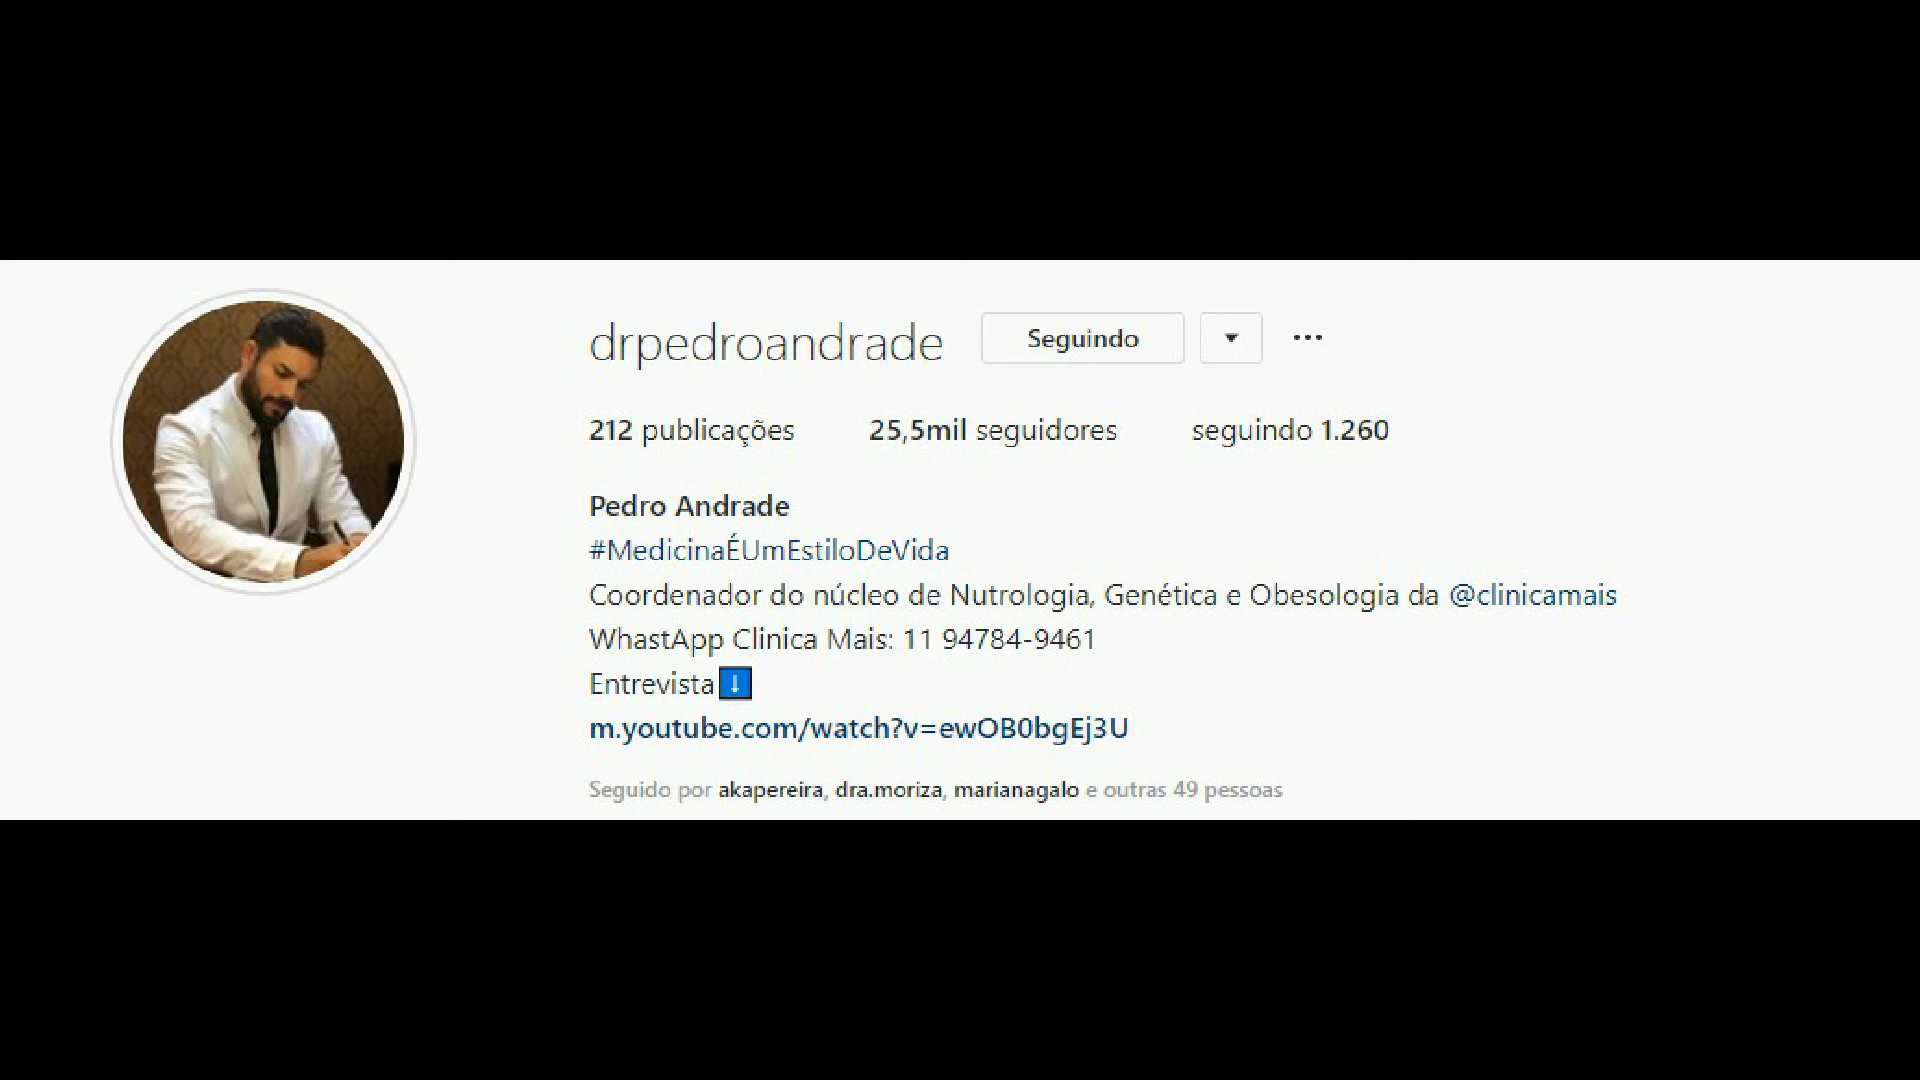 drpedroandrade Seguindo
212 publicações 25,5mil seguidores seguindo 1.260
Pedro Andrade
#MedicinaÉUmEstiloDeVida
Coordenador do núcleo de Nutrologia, Genética e Obesologia da @clinicamais
WhastApp Clinica Mais: 11 94784-9461
Entrevista⬇️
m.youtube.com/watch?v=ewOB0bgEj3U
Seguido por akapereira, dra.moriza, marianagalo e outras 49 pessoas